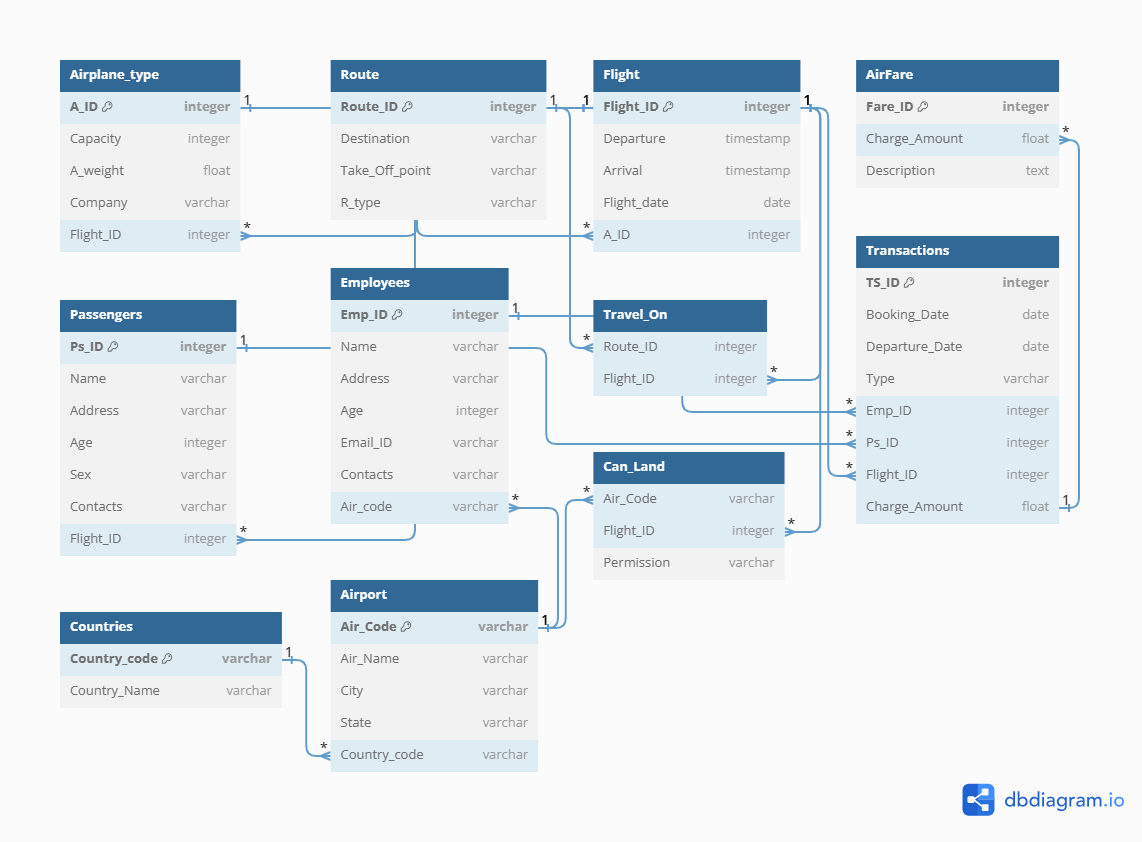 Airplane_type
A_ID integer
Capacity integer
A_weight float
Company varchar
Flight_ID integer
1
*
Route
Route_ID integer
Destination varchar
Take_Off_point varchar
R_type varchar
1
Flight
Flight_ID integer
Departure timestamp
Arrival timestamp
Flight_date date
A_ID integer
1
*
1
AirFare
Fare_ID integer
Charge_Amount float
Description text
*
Passengers
Ps_ID integer
Name varchar
Address varchar
Age integer
Sex varchar
Contacts varchar
Flight_ID integer
1
*
Employees
Emp_ID integer
Name varchar
Address varchar
Age integer
Email_ID varchar
Contacts varchar
Air_code varchar
1
*
Travel_On
Route_ID integer
Flight_ID integer
*
*
Transactions
TS_ID integer
Booking_Date date
Departure_Date date
Type varchar
Emp_ID integer
Ps_ID integer
Flight_ID integer
Charge_Amount float
*
*
*
1
Can_Land
Air_Code varchar
Flight_ID integer
Permission varchar
*
*
Countries
Country_code varchar
Country_Name varchar
1
Airport
Air_Code varchar
Air_Name varchar
City varchar
State varchar
Country_code varchar
1
*
dbdiagram.io